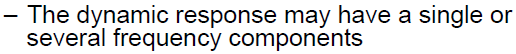 – The dynamic response may have a single or
several frequency components